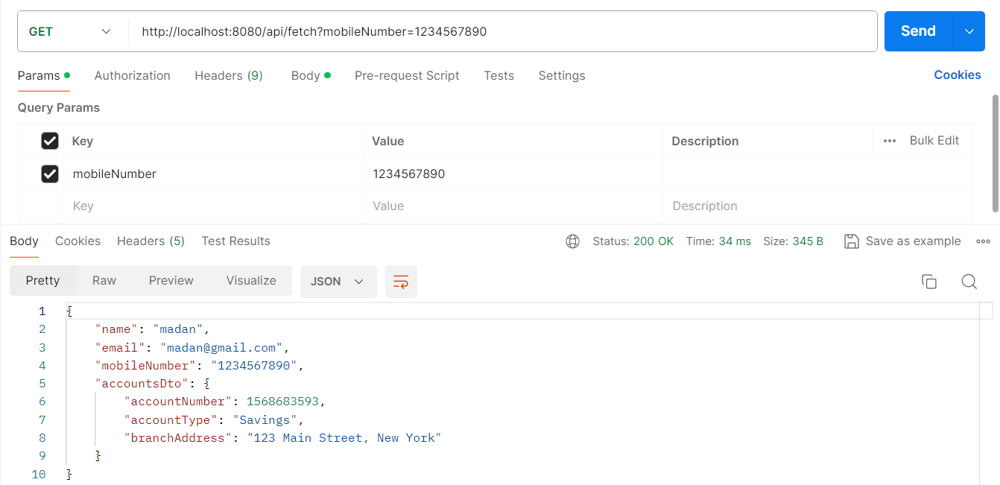 GET http://localhost:8080/api/fetch?mobileNumber=1234567890 Send
Params Authorization Headers (9) Body Pre-request Script Tests Settings Cookies
Query Params
Key Value Description ••• Bulk Edit
mobileNumber 1234567890
Key Value Description
Body Cookies Headers (5) Test Results Status: 200 OK Time: 34 ms Size: 345 B Save as example
Pretty Raw Preview Visualize JSON
1 {
2 "name": "madan",
3 "email": "madan@gmail.com",
4 "mobileNumber": "1234567890",
5 "accountsDto": {
6 "accountNumber": 1568683593,
7 "accountType": "Savings",
8 "branchAddress": "123 Main Street, New York"
9 }
10 }